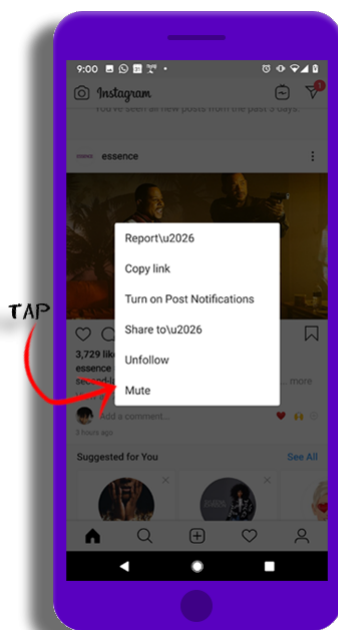 9:00
Instagram
You've seen all new posts from the past 3 days.
essence
Report\u2026
Copy link
Turn on Post Notifications
Share to\u2026
Unfollow
Mute
TAP
3,729 lik
essence
second-l
... more
Add a comment...
3 hours ago
Suggested for You
See All